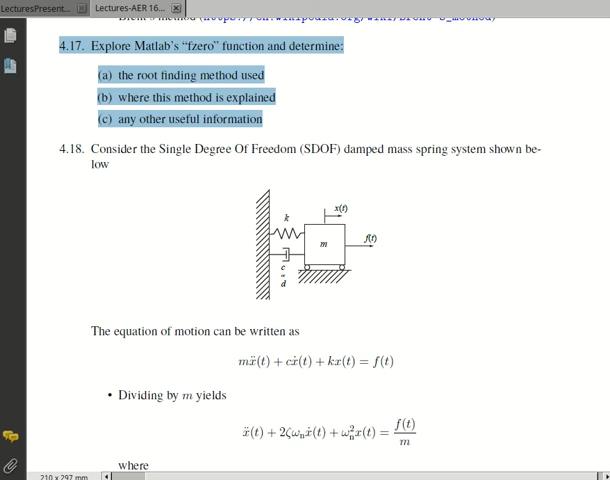 LecturesPresent...
Lectures-AER 16...
4.17. Explore Matlab's “fzero” function and determine:
(a) the root finding method used
(b) where this method is explained
(c) any other useful information
4.18. Consider the Single Degree Of Freedom (SDOF) damped mass spring system shown be-
low
x(t)
k
f(t)
m
c
d
The equation of motion can be written as
mẍ(t) + cẋ(t) + kx(t) = f(t)
• Dividing by m yields
ẍ(t) + 2ζωₙẋ(t) + ωₙ²x(t) = f(t)/m
where
210 x 297 mm